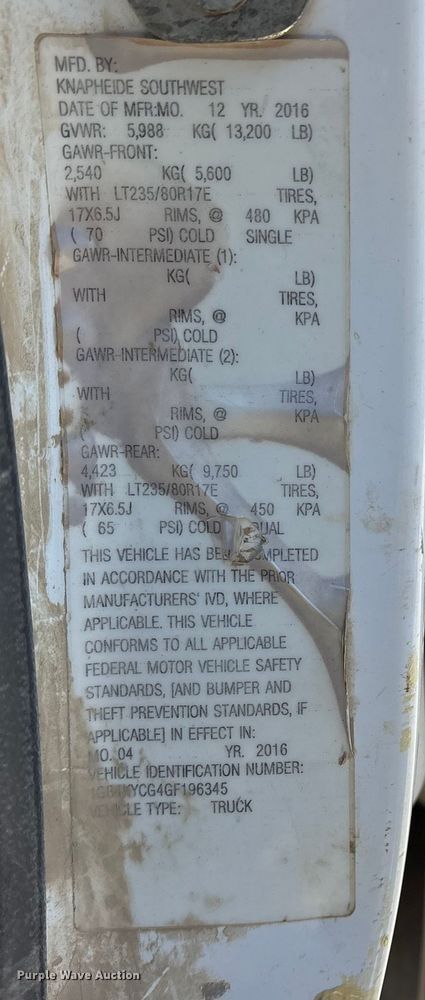 MFD. BY:
KNAPHEIDE SOUTHWEST
DATE OF MFR:MO. 12 YR. 2016
GVWR: 5,988 KG( 13,200 LB)
GAWR-FRONT:
2,540 KG( 5,600 LB)
WITH LT235/80R17E TIRES,
17X6.5J RIMS, @ 480 KPA
( 70 PSI) COLD SINGLE
GAWR-INTERMEDIATE (1):
KG( LB)
WITH TIRES,
RIMS, @ KPA
( PSI) COLD
GAWR-INTERMEDIATE (2):
KG( LB)
WITH TIRES,
RIMS, @ KPA
( PSI) COLD
GAWR-REAR:
4,423 KG( 9,750 LB)
WITH LT235/80R17E TIRES,
17X6.5J RIMS, @ 450 KPA
( 65 PSI) COLD DUAL
THIS VEHICLE HAS BEEN COMPLETED
IN ACCORDANCE WITH THE PRIOR
MANUFACTURERS' IVD, WHERE
APPLICABLE. THIS VEHICLE
CONFORMS TO ALL APPLICABLE
FEDERAL MOTOR VEHICLE SAFETY
STANDARDS, [AND BUMPER AND
THEFT PREVENTION STANDARDS, IF
APPLICABLE] IN EFFECT IN:
MO. 04 YR. 2016
VEHICLE IDENTIFICATION NUMBER:
VEHICLE TYPE: TRUCK
Purple Wave Auction